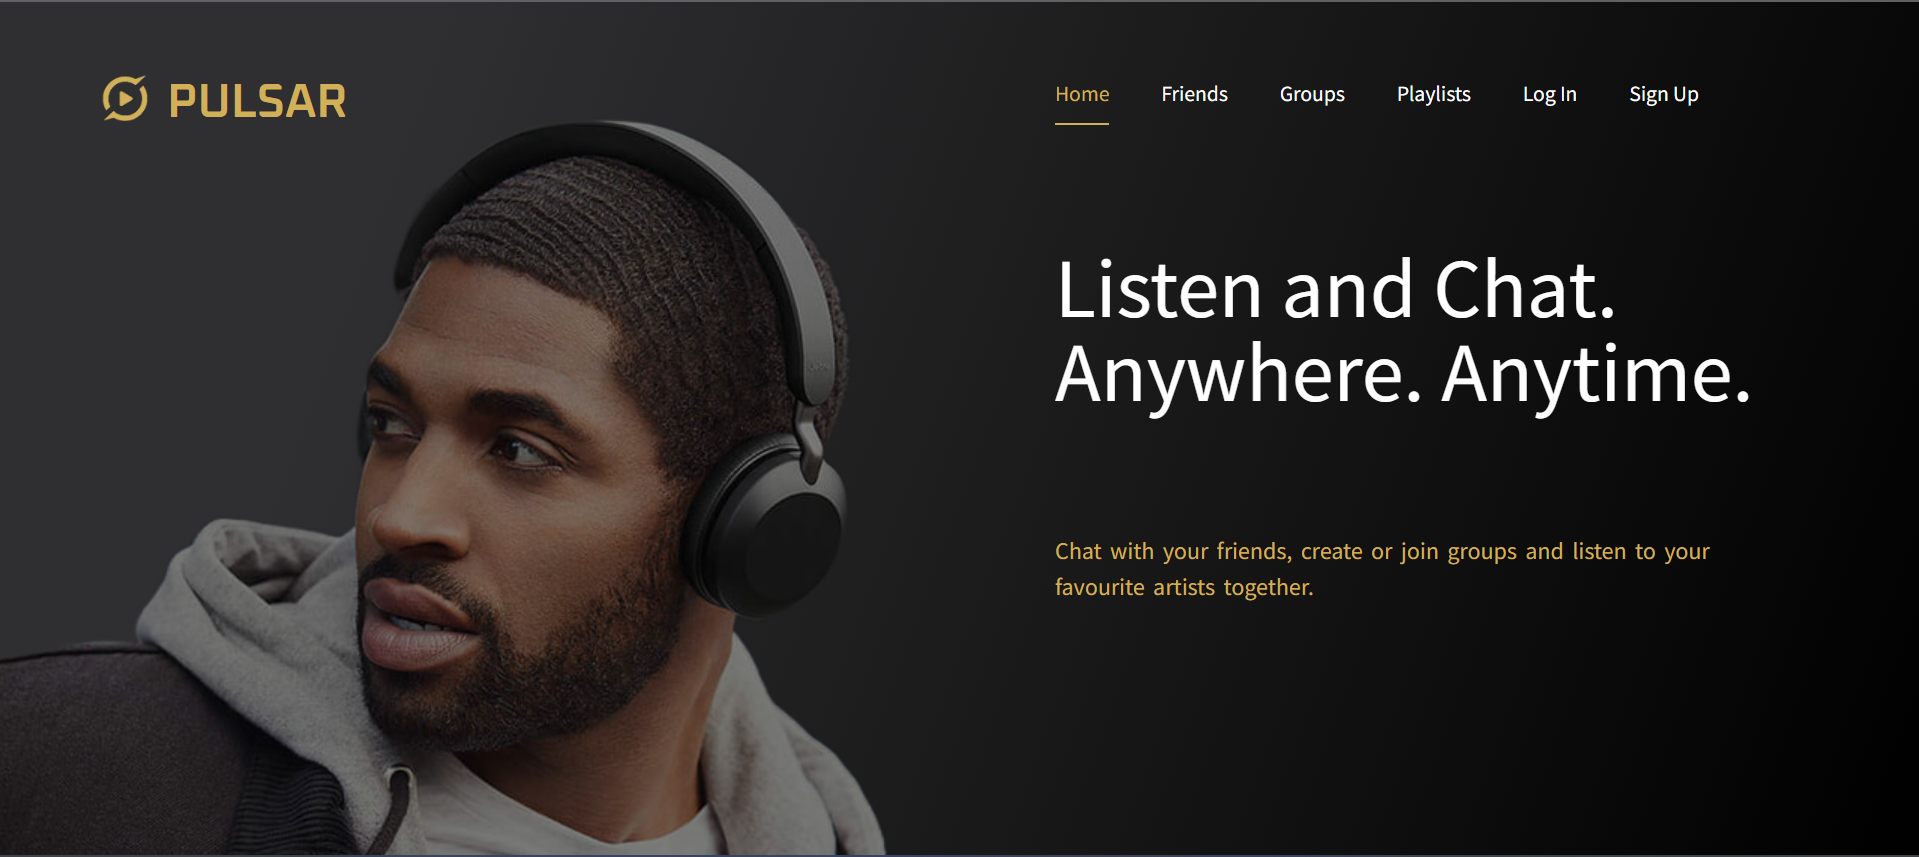 PULSAR
Home Friends Groups Playlists Log In Sign Up
Listen and Chat.
Anywhere. Anytime.
Chat with your friends, create or join groups and listen to your
favourite artists together.